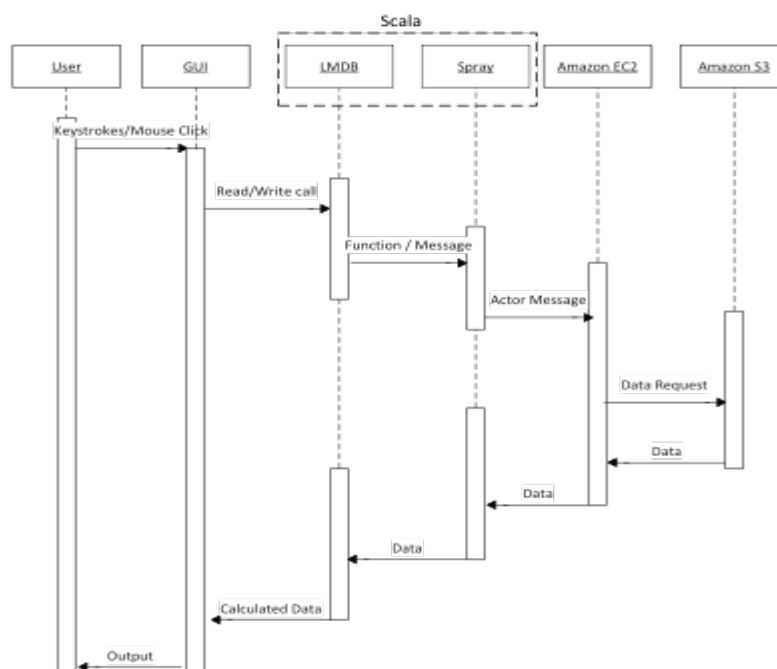 Scala
User
GUI
LMDB
Spray
Amazon EC2
Amazon S3
Keystrokes/Mouse Click
Read/Write call
Function / Message
Actor Message
Data Request
Data
Data
Data
Calculated Data
Output